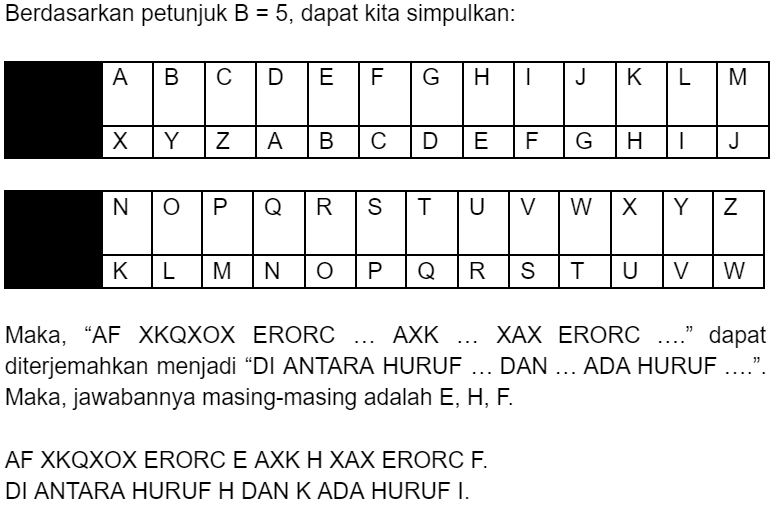 Berdasarkan petunjuk B = 5, dapat kita simpulkan:
A B C D E F G H I J K L M
X Y Z A B C D E F G H I J
N O P Q R S T U V W X Y Z
K L M N O P Q R S T U V W
Maka, “AF XKQXOX ERORC … AXK … XAX ERORC ….” dapat
diterjemahkan menjadi “DI ANTARA HURUF … DAN … ADA HURUF ….”.
Maka, jawabannya masing-masing adalah E, H, F.
AF XKQXOX ERORC E AXK H XAX ERORC F.
DI ANTARA HURUF H DAN K ADA HURUF I.